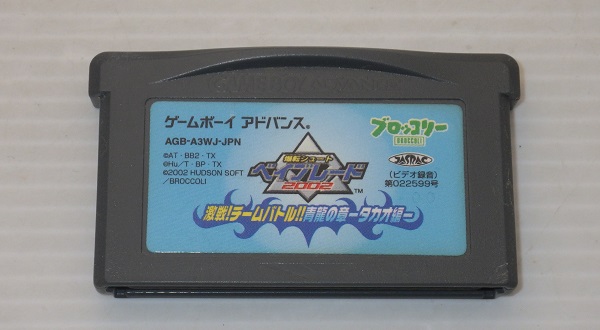 ゲームボーイ アドバンス®
AGB-A3WJ-JPN
©AT・BB2・TX
©Hω/T・BP・TX
©2002 HUDSON SOFT
/BROCCOLI
ブロッコリー
BROCCOLI
JASRAC
(ビデオ録音)
第022599号
爆転シュート
ベイブレード
2002
TM
激戦!チームバトル!!青龍の章-タカオ編-